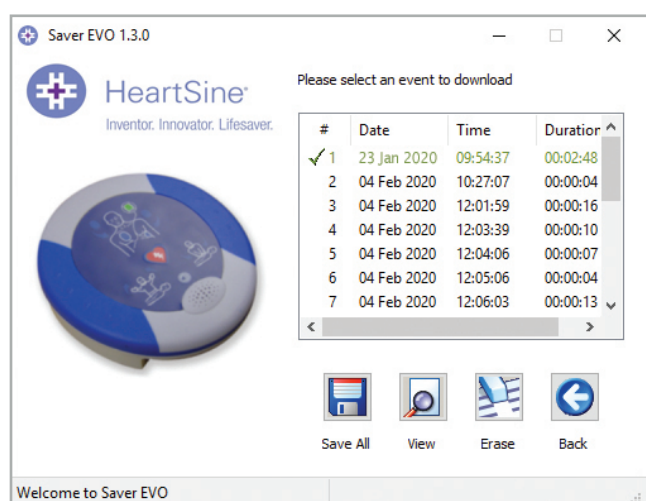 Saver EVO 1.3.0
HeartSine®
Inventor. Innovator. Lifesaver.
Please select an event to download
# Date Time Duration
1 23 Jan 2020 09:54:37 00:02:48
2 04 Feb 2020 10:27:07 00:00:04
3 04 Feb 2020 12:01:59 00:00:16
4 04 Feb 2020 12:03:39 00:00:10
5 04 Feb 2020 12:04:06 00:00:07
6 04 Feb 2020 12:05:06 00:00:04
7 04 Feb 2020 12:06:03 00:00:13
Save All View Erase Back
Welcome to Saver EVO